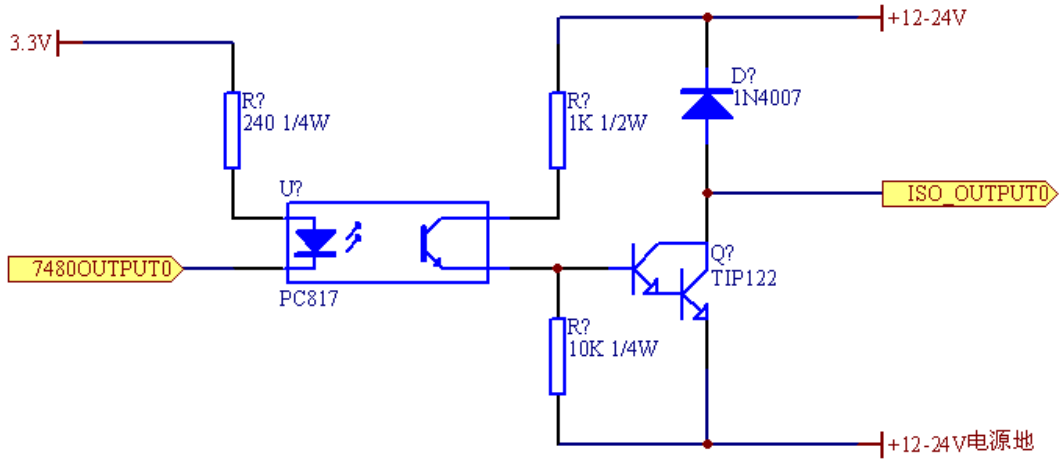 +12-24V
3.3V
D?
1N4007
R?
240 1/4W
R?
1K 1/2W
U?
ISO_OUTPUT0
7480OUTPUT0
PC817
Q?
TIP122
R?
10K 1/4W
+12-24V电源地